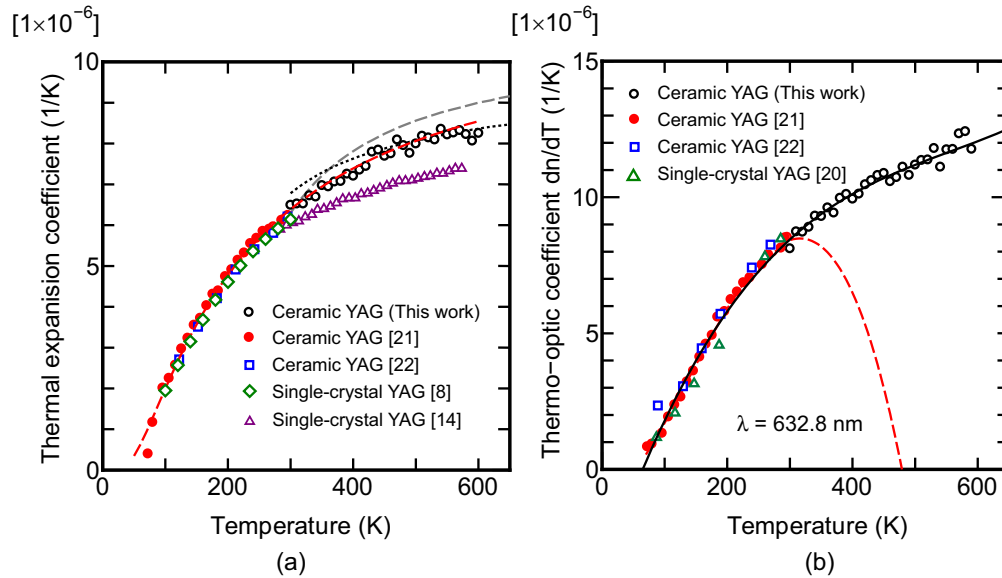 [1×10⁻⁶]
10
5
0
0
200
400
600
Thermal expanision coefficient (1/K)
Temperature (K)
Ceramic YAG (This work)
Ceramic YAG [21]
Ceramic YAG [22]
Single-crystal YAG [8]
Single-crystal YAG [14]
(a)
[1×10⁻⁶]
15
10
5
0
0
200
400
600
Thermo-optic coefficient dn/dT (1/K)
Temperature (K)
Ceramic YAG (This work)
Ceramic YAG [21]
Ceramic YAG [22]
Single-crystal YAG [20]
λ = 632.8 nm
(b)